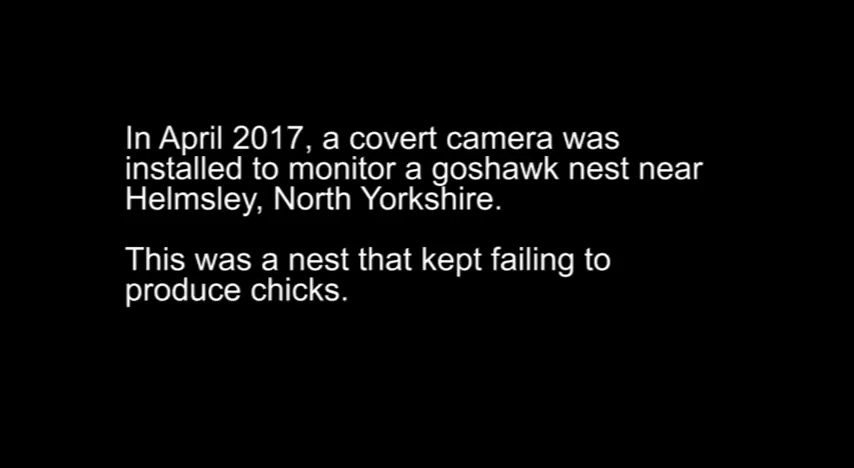 In April 2017, a covert camera was
installed to monitor a goshawk nest near
Helmsley, North Yorkshire.
This was a nest that kept failing to
produce chicks.